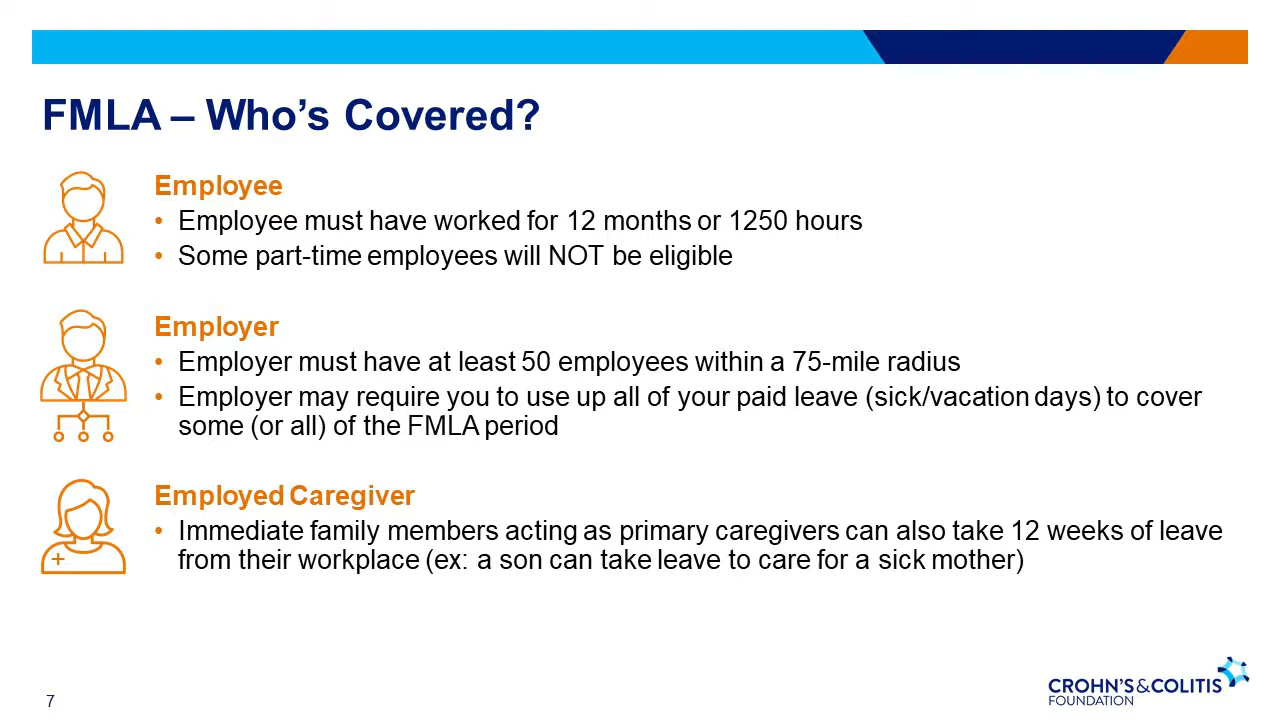 FMLA – Who’s Covered?
Employee
• Employee must have worked for 12 months or 1250 hours
• Some part-time employees will NOT be eligible
Employer
• Employer must have at least 50 employees within a 75-mile radius
• Employer may require you to use up all of your paid leave (sick/vacation days) to cover
some (or all) of the FMLA period
Employed Caregiver
• Immediate family members acting as primary caregivers can also take 12 weeks of leave
from their workplace (ex: a son can take leave to care for a sick mother)
7
CROHN’S&COLITIS
FOUNDATION